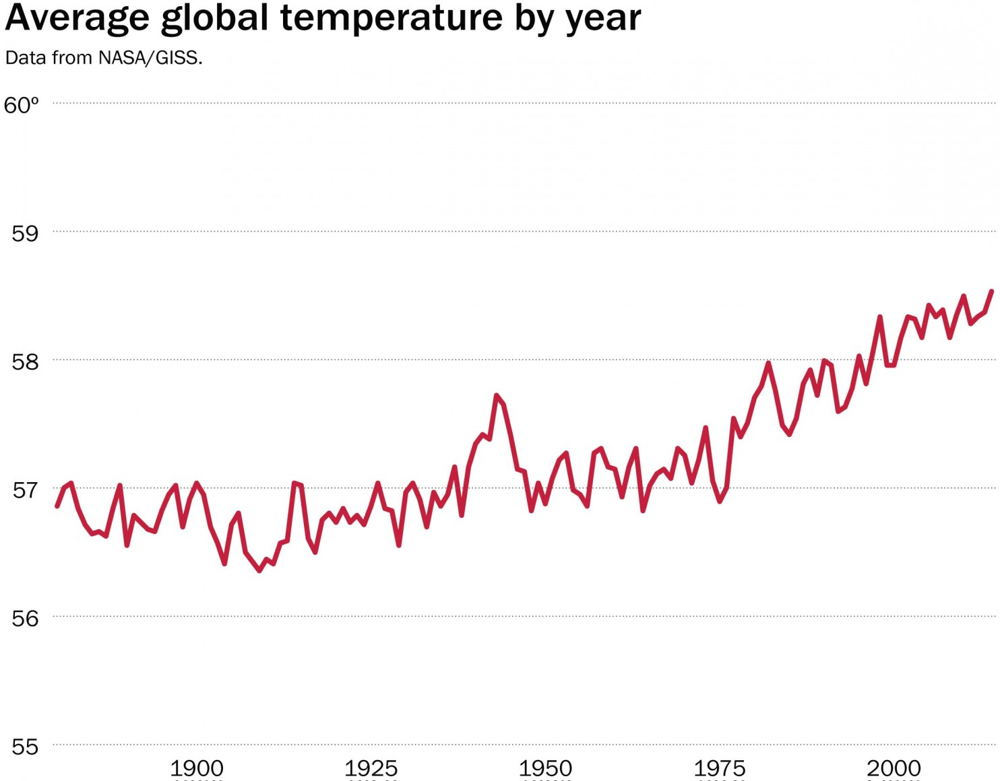 Average global temperature by year
Data from NASA/GISS.
60º
59
58
57
56
55
1900 1925 1950 1975 2000